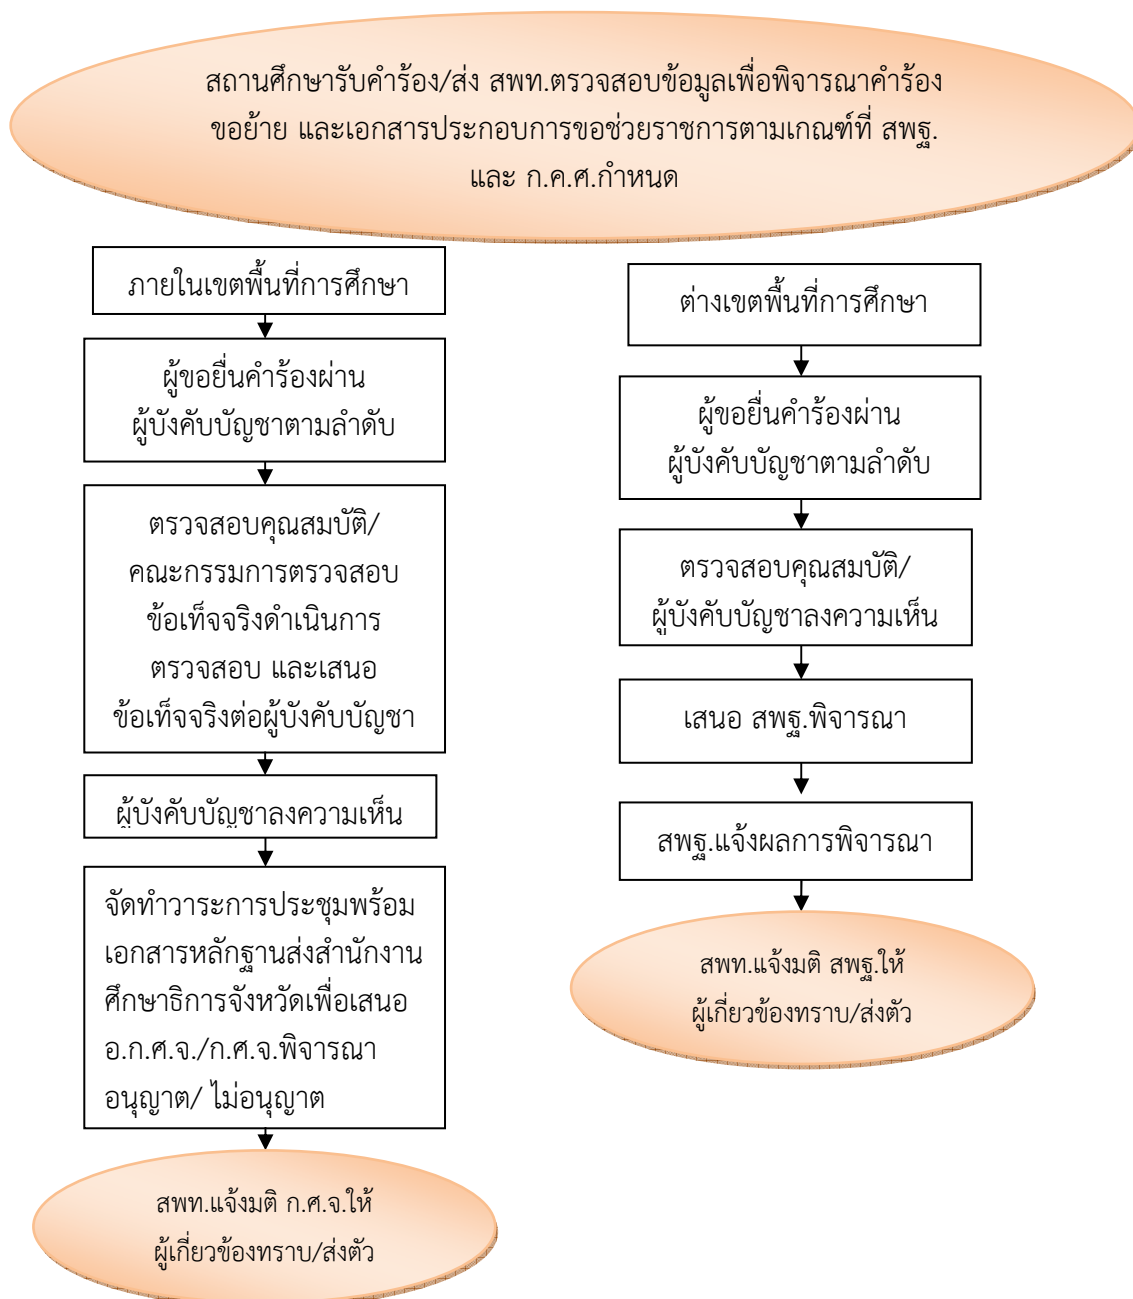 สถานศึกษารับคำร้อง/ส่ง สพท.ตรวจสอบข้อมูลเพื่อพิจารณาคำร้อง
ขอย้าย และเอกสารประกอบการขอช่วยราชการตามเกณฑ์ที่ สพฐ.
และ ก.ค.ศ.กำหนด
ภายในเขตพื้นที่การศึกษา
ผู้ขอยื่นคำร้องผ่าน
ผู้บังคับบัญชาตามลำดับ
ตรวจสอบคุณสมบัติ/
คณะกรรมการตรวจสอบ
ข้อเท็จจริงดำเนินการ
ตรวจสอบ และเสนอ
ข้อเท็จจริงต่อผู้บังคับบัญชา
ผู้บังคับบัญชาลงความเห็น
จัดทำวาระการประชุมพร้อม
เอกสารหลักฐานส่งสำนักงาน
ศึกษาธิการจังหวัดเพื่อเสนอ
อ.ก.ศ.จ./ก.ศ.จ.พิจารณา
อนุญาต/ ไม่อนุญาต
สพท.แจ้งมติ ก.ศ.จ.ให้
ผู้เกี่ยวข้องทราบ/ส่งตัว
ต่างเขตพื้นที่การศึกษา
ผู้ขอยื่นคำร้องผ่าน
ผู้บังคับบัญชาตามลำดับ
ตรวจสอบคุณสมบัติ/
ผู้บังคับบัญชาลงความเห็น
เสนอ สพฐ.พิจารณา
สพฐ.แจ้งผลการพิจารณา
สพท.แจ้งมติ สพฐ.ให้
ผู้เกี่ยวข้องทราบ/ส่งตัว